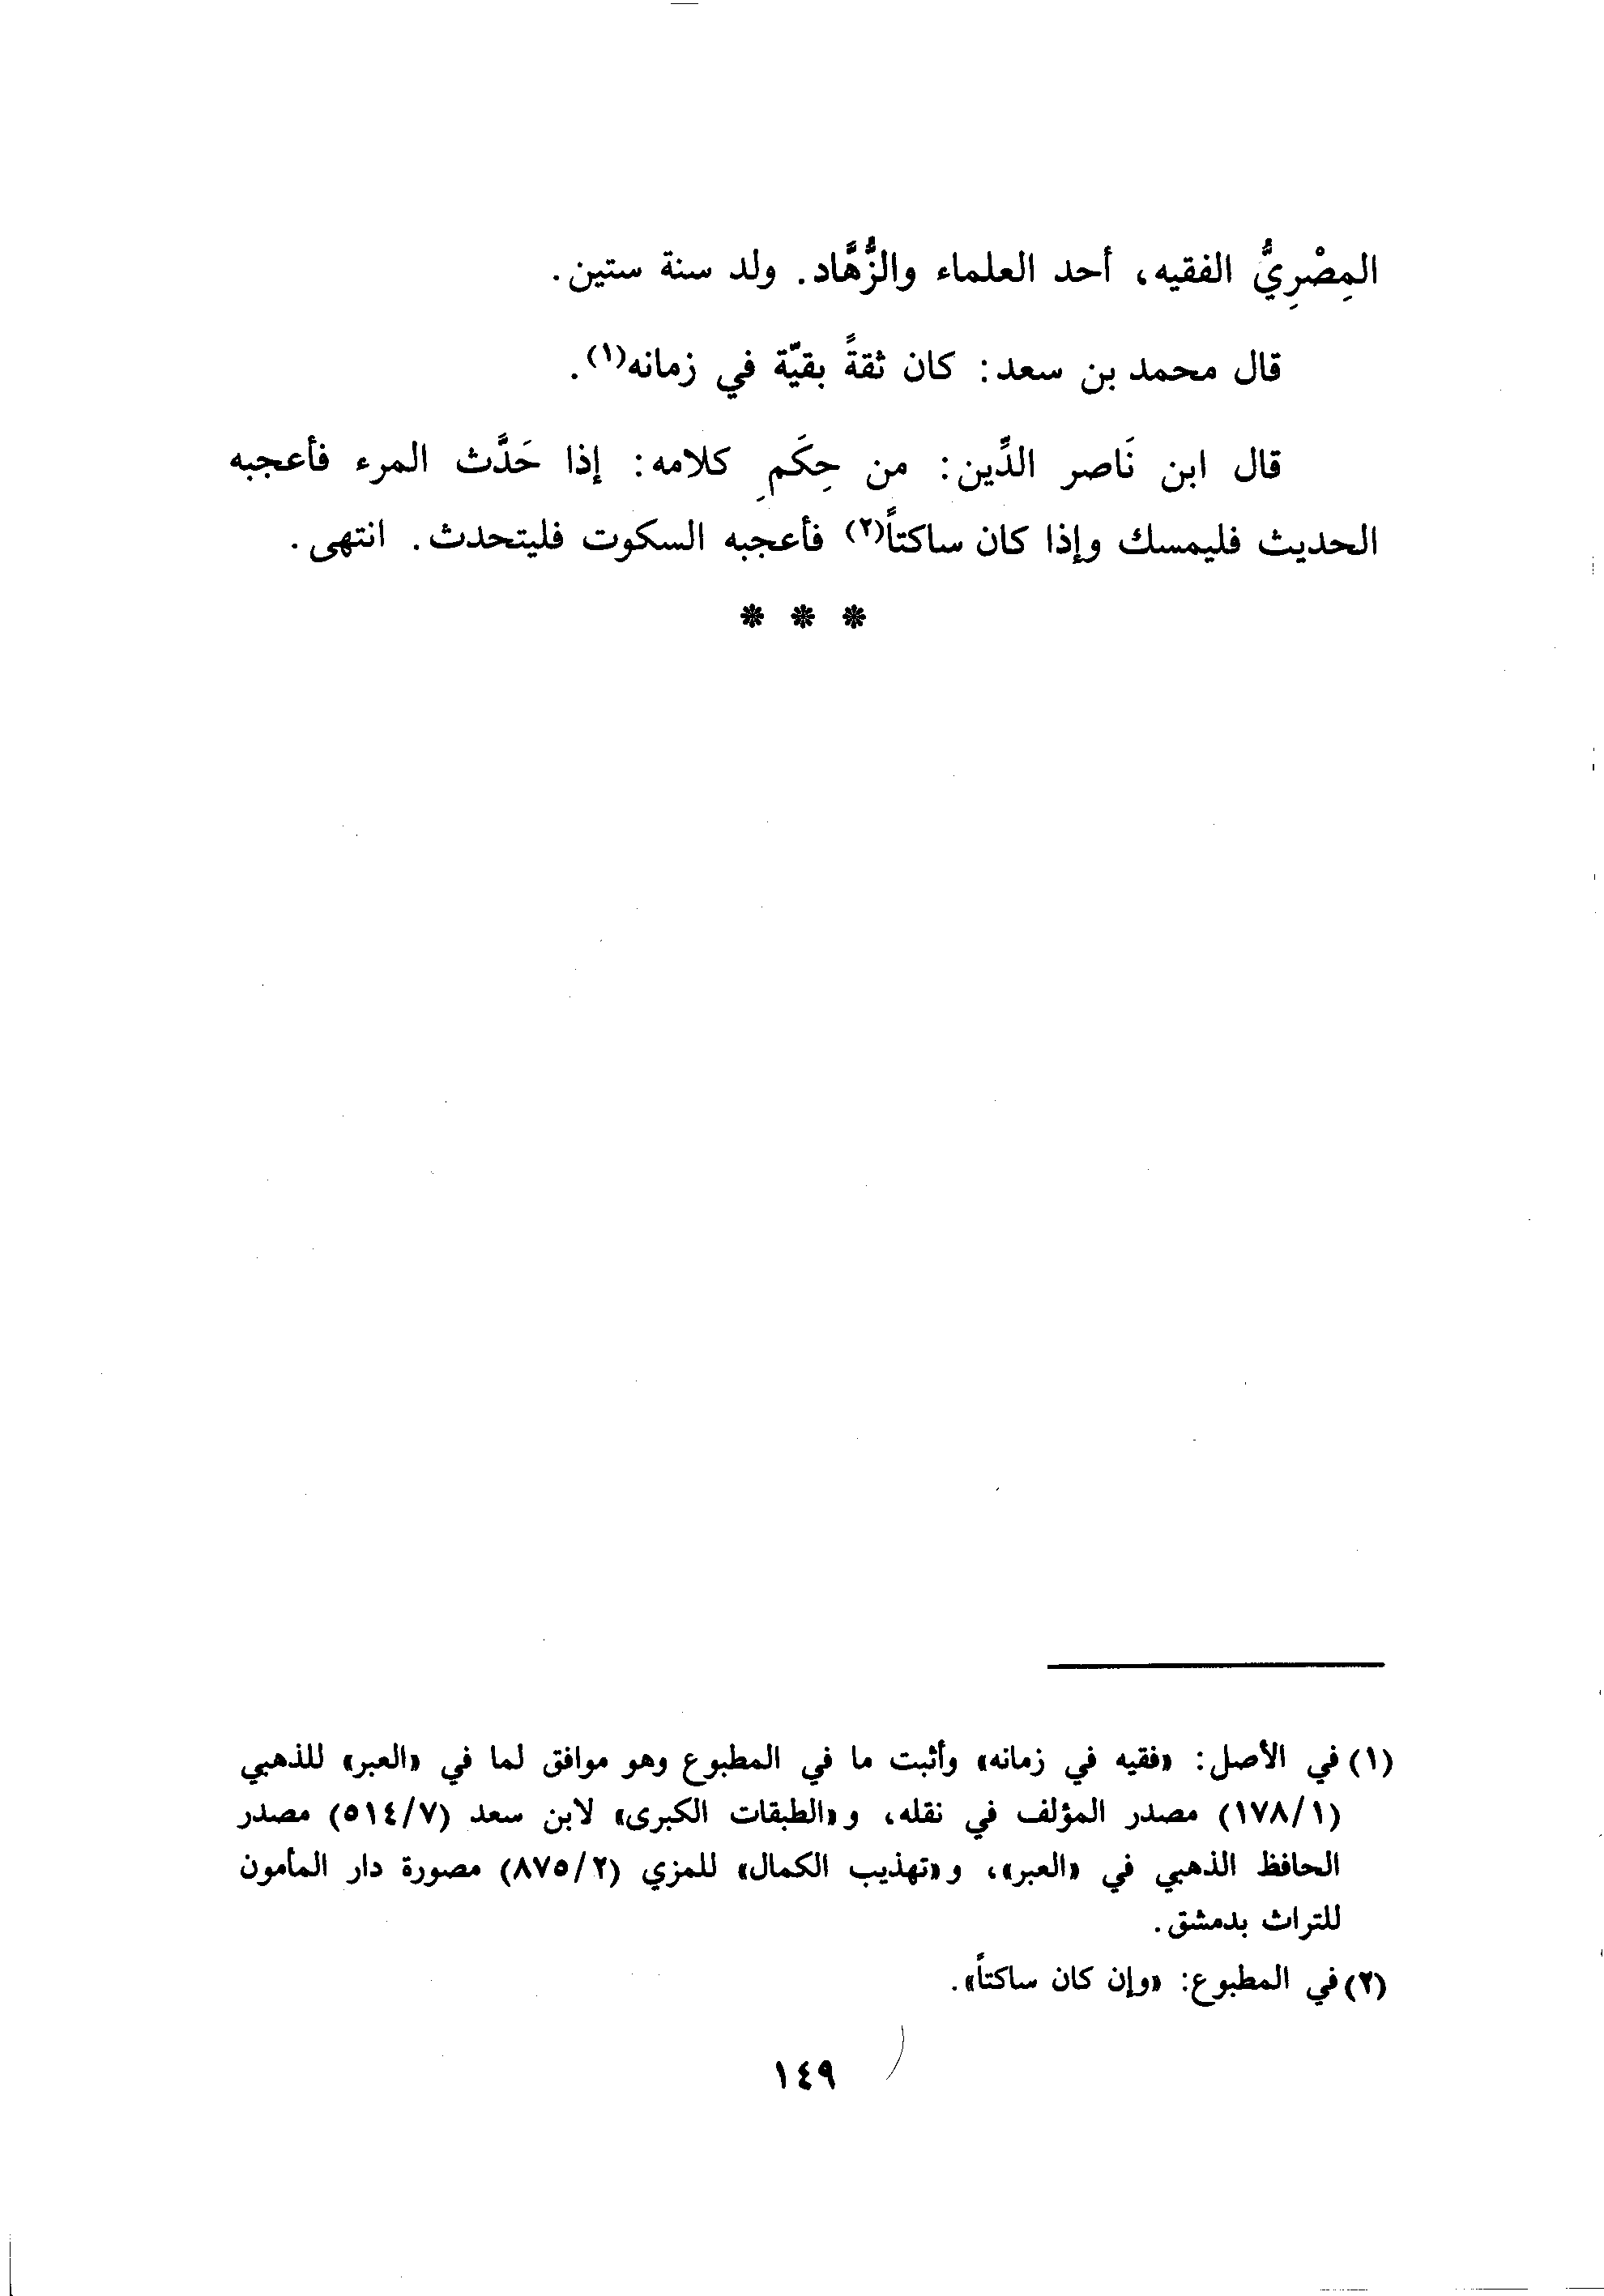 المِصْرِيُّ الفقيه، أحد العلماء والزُّهَّاد. ولد سنة ستين.
قال محمد بن سعد: كان ثقةً بقيّة في زمانه(١).
قال ابن نَاصر الدِّين: من حِكَمِ كلامه: إذا حَدَّث المرء فأعجبه
الحديث فليمسك وإذا كان ساكتاً(٢) فأعجبه السكوت فليتحدث. انتهى.
* * *
(١) في الأصل: «فقيه في زمانه» وأثبت ما في المطبوع وهو موافق لما في «العبر» للذهبي
(١٧٨/١) مصدر المؤلف في نقله، و«الطبقات الكبرى» لابن سعد (٥١٤/٧) مصدر
الحافظ الذهبي في «العبر»، و«تهذيب الكمال» للمزي (٨٧٥/٢) مصورة دار المأمون
للتراث بدمشق.
(٢) في المطبوع: «وإن كان ساكتاً».
١٤٩